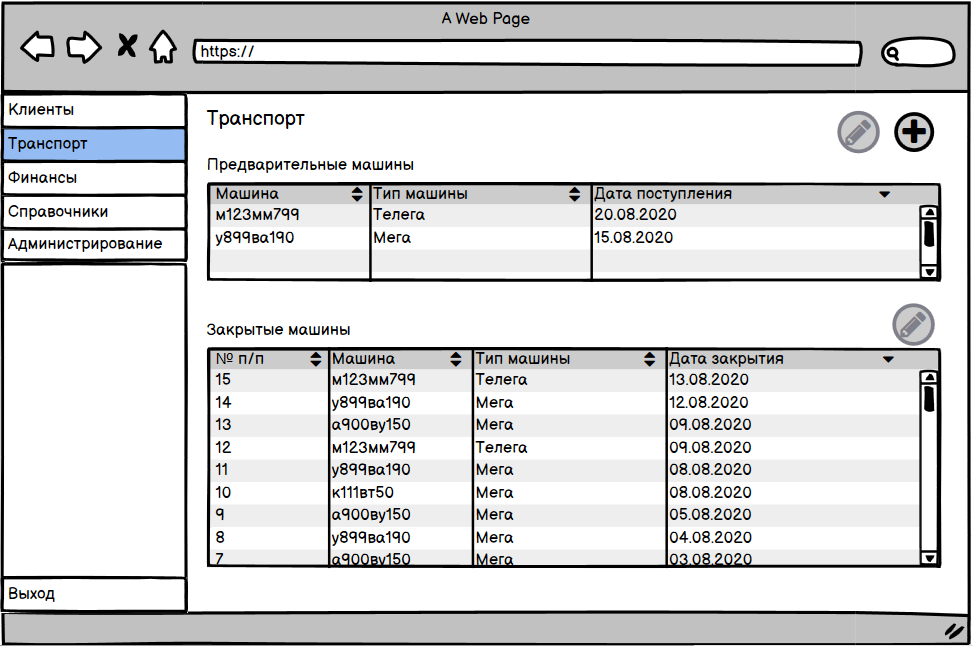 A Web Page
https://
Клиенты
Транспорт
Финансы
Справочники
Администрирование
Выход
Транспорт
Предварительные машины
Машина Тип машины Дата поступления
м123мм799 Телега 20.08.2020
у899ва190 Мега 15.08.2020
Закрытые машины
№ п/п Машина Тип машины Дата закрытия
15 м123мм799 Телега 13.08.2020
14 у899ва190 Мега 12.08.2020
13 а900ву150 Мега 09.08.2020
12 м123мм799 Телега 09.08.2020
11 у899ва190 Мега 08.08.2020
10 к111вт50 Мега 08.08.2020
9 а900ву150 Мега 05.08.2020
8 у899ва190 Мега 04.08.2020
7 а900ву150 Мега 03.08.2020